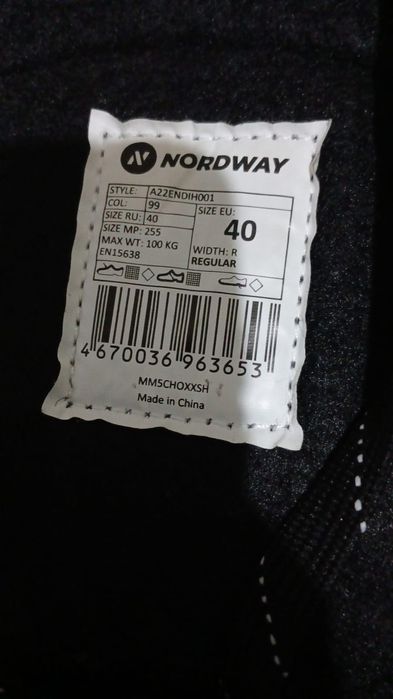 NORDWAY
STYLE: A22ENDIH001
COL: 99
SIZE RU: 40
SIZE MP: 255
MAX WT: 100 KG
EN15638
SIZE EU:
40
WIDTH: R
REGULAR
4 670036 963653
MM5CHOXXSH
Made in China